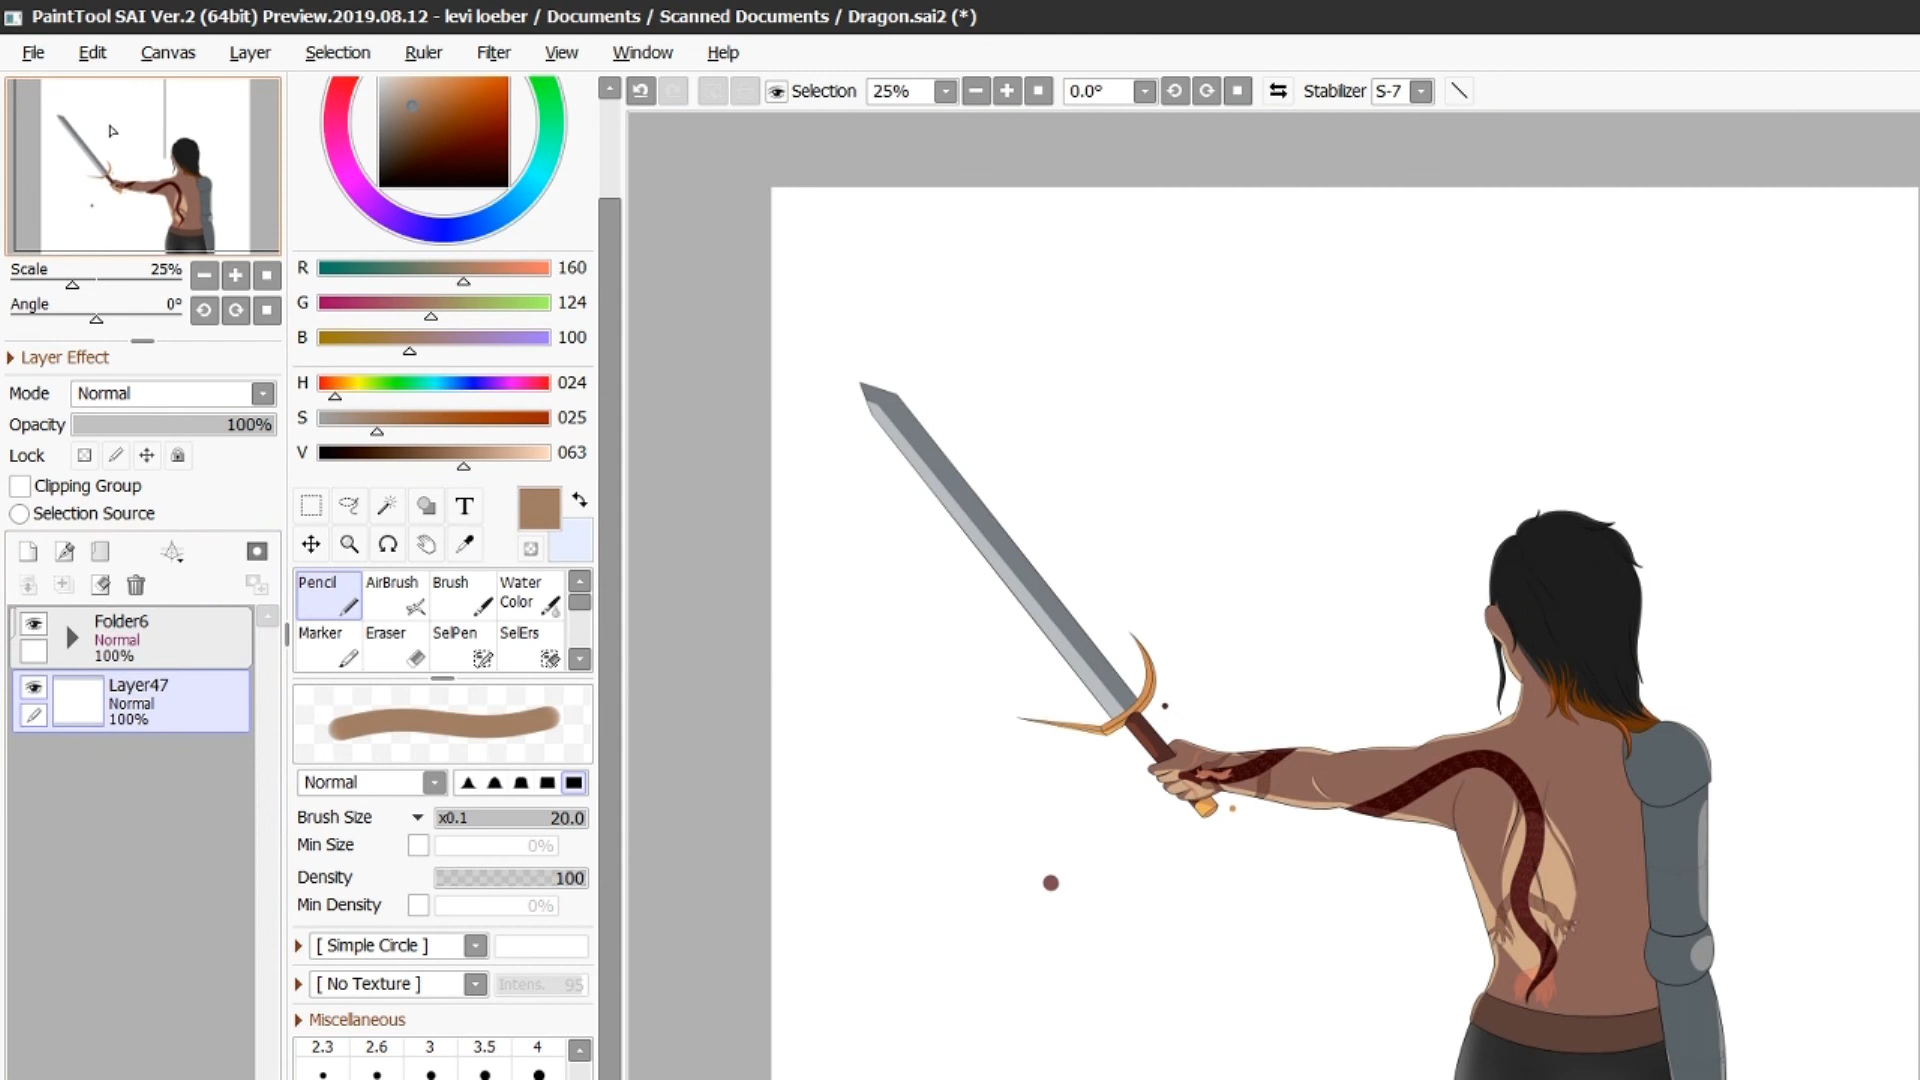 PaintTool SAI Ver.2 (64bit) Preview.2019.08.12 - levi loeber / Documents / Scanned Documents / Dragon.sai2 (*)
File Edit Canvas Layer Selection Ruler Filter View Window Help
Selection 25% 0.0° Stabilizer S-7
Scale 25%
Angle 0°
Layer Effect
Mode Normal
Opacity 100%
Lock
Clipping Group
Selection Source
Folder6
Normal
100%
Layer47
Normal
100%
R 160
G 124
B 100
H 024
S 025
V 063
T
Pencil AirBrush Brush Water Color
Marker Eraser SelPen SelErs
Normal
Brush Size x0.1 20.0
Min Size 0%
Density 100
Min Density 0%
[ Simple Circle ]
[ No Texture ] Intens. 95
Miscellaneous
2.3 2.6 3 3.5 4